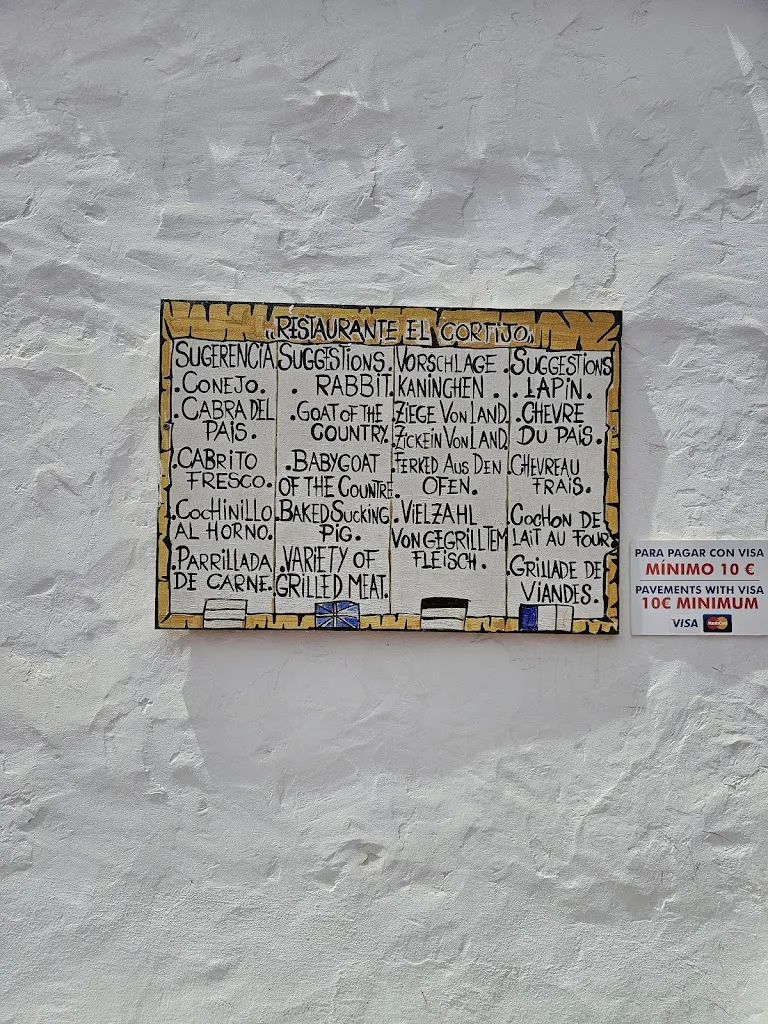 RESTAURANTE EL CORTIJO
SUGERENCIA
.CONEJO.
.CABRA DEL
PAIS.
.CABRITO
FRESCO.
.COCHINILLO
AL HORNO.
.PARRILLADA
DE CARNE.
SUGGESTIONS.
. RABBIT.
.GOAT OF THE
COUNTRY.
.BABYGOAT
OF THE COUNTRE.
.BAKED SUCKING
PIG.
.VARIETY OF
GRILLED MEAT.
VORSCHLAGE
KANINCHEN .
.ZIEGE VON LAND.
.ZICKEIN VON LAND.
.FERKED AUS DEN
OFEN.
.VIELZAHL
VON GEGRILLTEM
FLEISCH.
.SUGGESTIONS
. LAPIN.
.CHEVRE
DU PAIS.
.CHEVREAU
FRAIS.
.COCHON DE
LAIT AU FOUR
.GRILLADE DE
VIANDES.
PARA PAGAR CON VISA
MÍNIMO 10 €
PAVEMENTS WITH VISA
10€ MINIMUM
VISA MasterCard